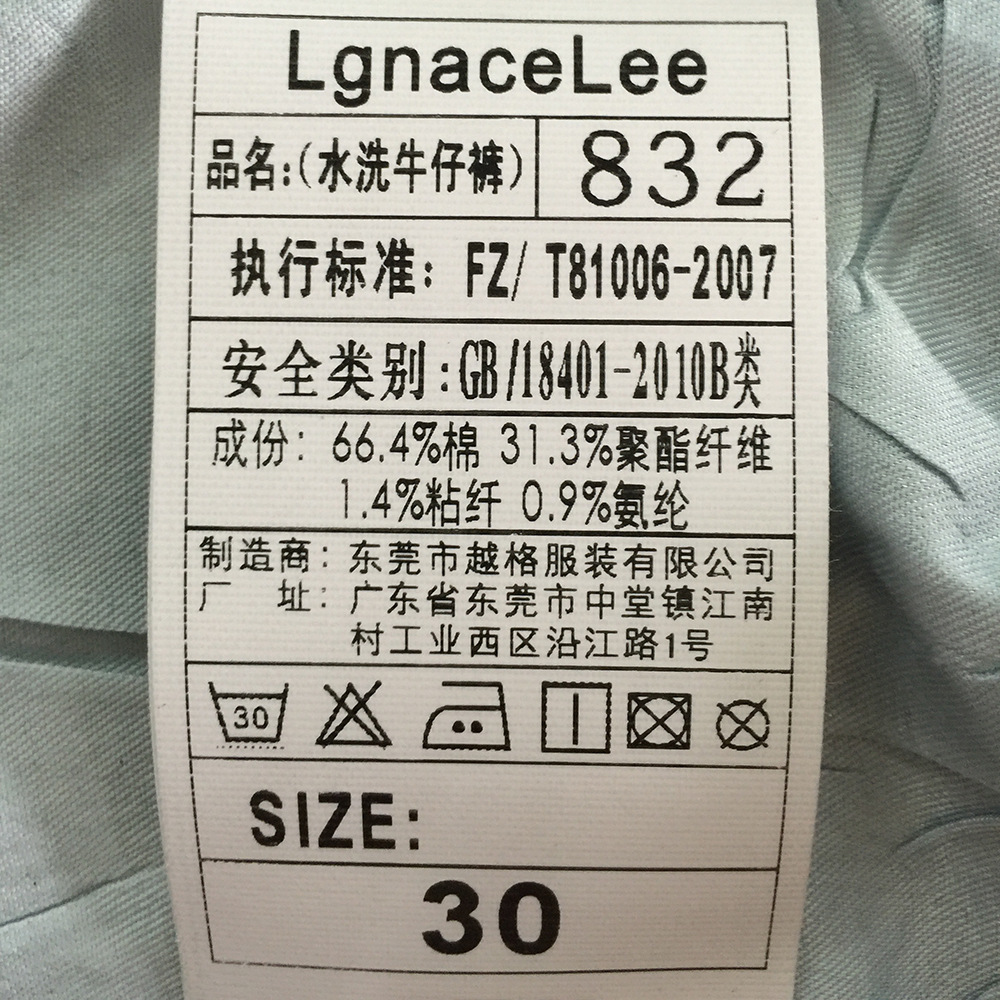 LgnaceLee
品名:(水洗牛仔裤) 832
执行标准: FZ/ T81006-2007
安全类别:GB/18401-2010B类
成份: 66.4%棉 31.3%聚酯纤维
1.4%粘纤 0.9%氨纶
制造商: 东莞市越格服装有限公司
厂 址: 广东省东莞市中堂镇江南
村工业西区沿江路1号
30
SIZE:
30